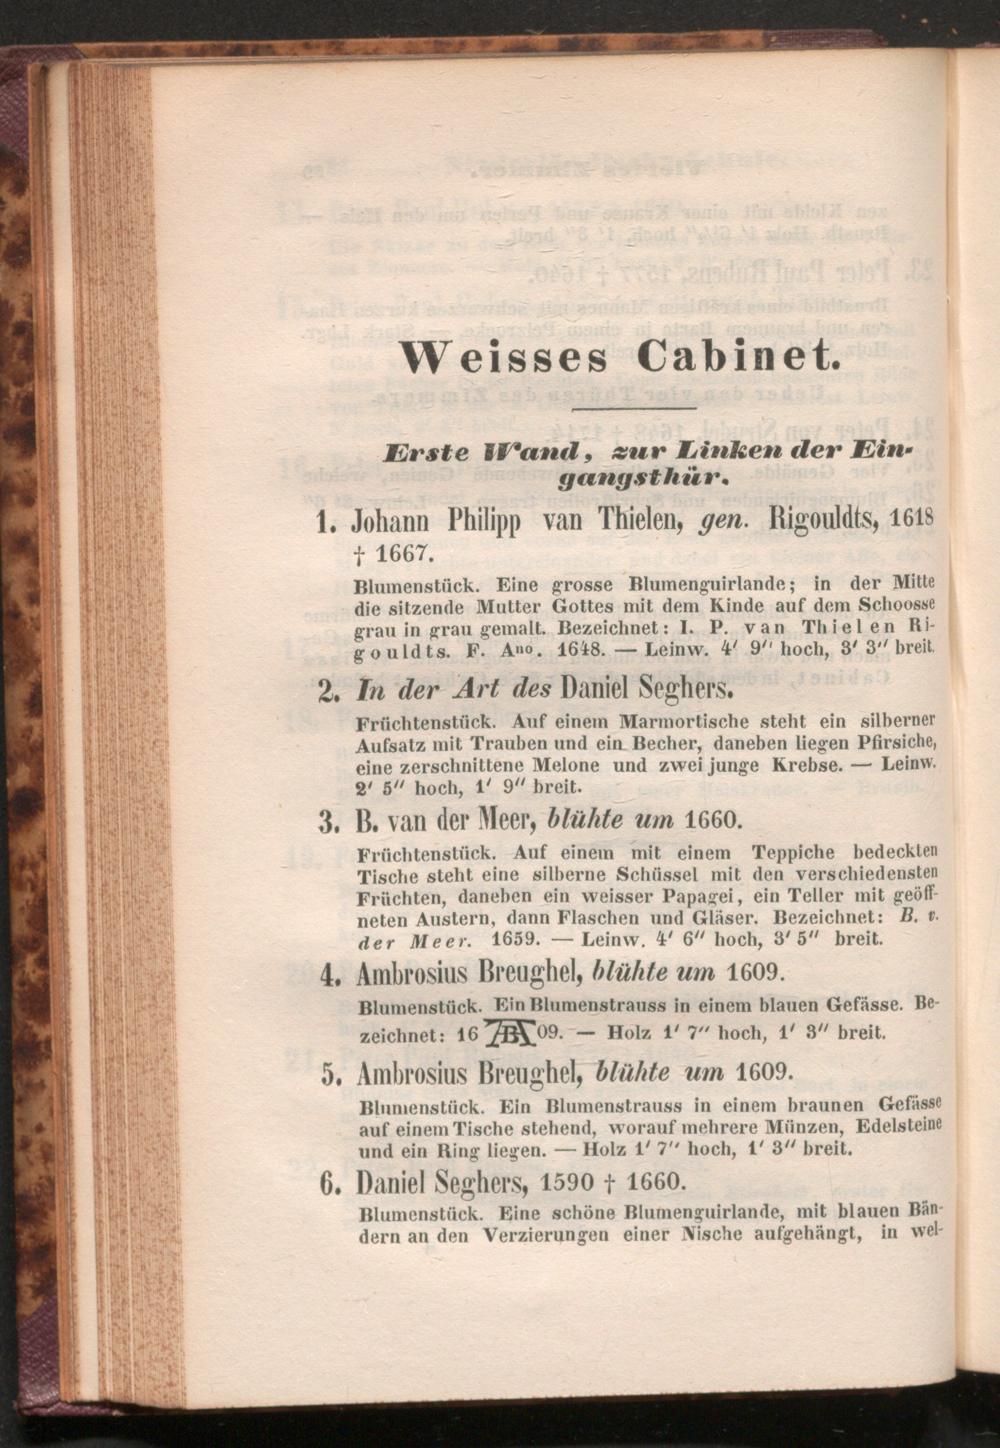 Weisses Cabinet.
Erste Wand, zur Linken der Ein-
gangsthür.
1. Johann Philipp van Thielen, gen. Rigouldts, 1618
† 1667.
Blumenstück. Eine grosse Blumenguirlande; in der Mitte
die sitzende Mutter Gottes mit dem Kinde auf dem Schoosse
grau in grau gemalt. Bezeichnet: I. P. van Thielen Ri-
gouldts. F. Aⁿᵒ. 1648. — Leinw. 4′ 9″ hoch, 3′ 3″ breit.
2. In der Art des Daniel Seghers.
Früchtenstück. Auf einem Marmortische steht ein silberner
Aufsatz mit Trauben und ein Becher, daneben liegen Pfirsiche,
eine zerschnittene Melone und zwei junge Krebse. — Leinw.
2′ 5″ hoch, 1′ 9″ breit.
3. B. van der Meer, blühte um 1660.
Früchtenstück. Auf einem mit einem Teppiche bedeckten
Tische steht eine silberne Schüssel mit den verschiedensten
Früchten, daneben ein weisser Papagei, ein Teller mit geöff-
neten Austern, dann Flaschen und Gläser. Bezeichnet: B. v.
der Meer. 1659. — Leinw. 4′ 6″ hoch, 3′ 5″ breit.
4. Ambrosius Breughel, blühte um 1609.
Blumenstück. Ein Blumenstrauss in einem blauen Gefässe. Be-
zeichnet: 16 AB 09. — Holz 1′ 7″ hoch, 1′ 3″ breit.
5. Ambrosius Breughel, blühte um 1609.
Blumenstück. Ein Blumenstrauss in einem braunen Gefässe
auf einem Tische stehend, worauf mehrere Münzen, Edelsteine
und ein Ring liegen. — Holz 1′ 7″ hoch, 1′ 3″ breit.
6. Daniel Seghers, 1590 † 1660.
Blumenstück. Eine schöne Blumenguirlande, mit blauen Bän-
dern an den Verzierungen einer Nische aufgehängt, in wel-